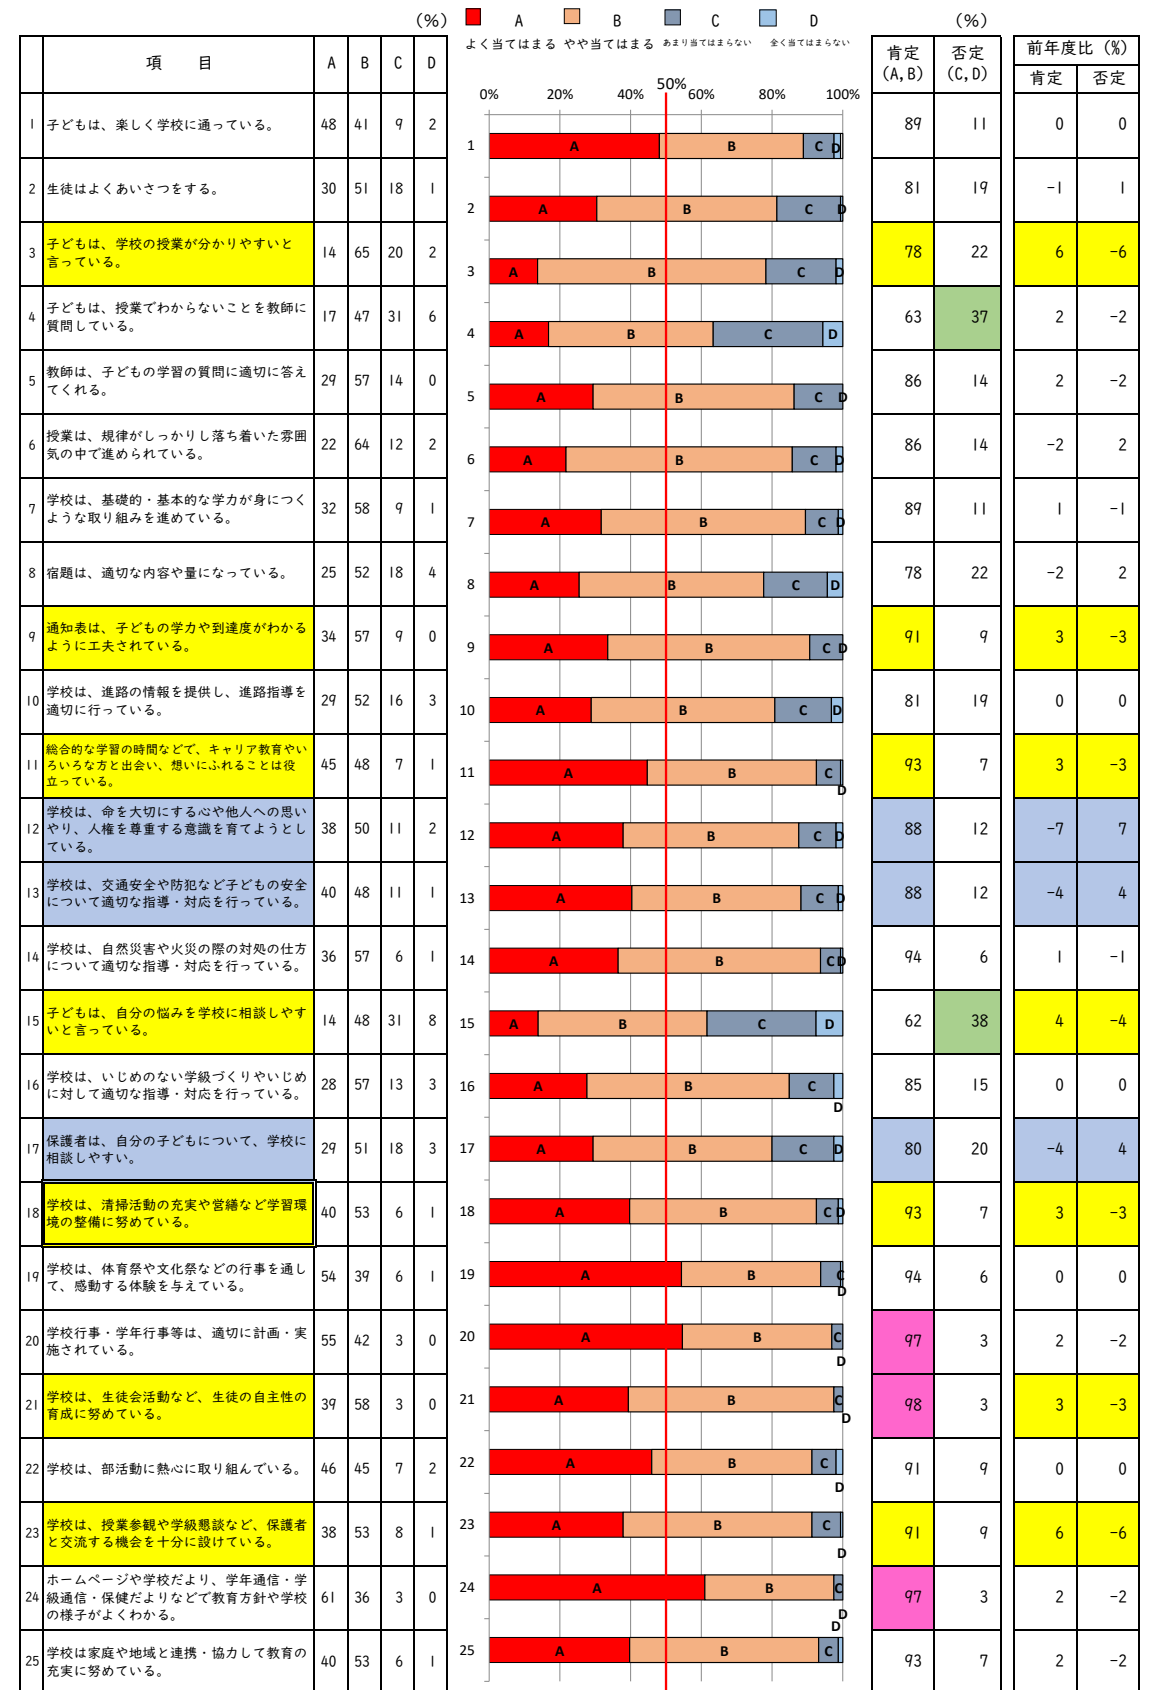 (%) A B C D (%)
よく当てはまる やや当てはまる あまり当てはまらない 全く当てはまらない
項 目 A B C D 肯定 (A,B) 否定 (C,D) 前年度比 (%)
肯定 否定
0% 20% 40% 50% 60% 80% 100%
1 子どもは、楽しく学校に通っている。 48 41 9 2 1 A B C D 89 11 0 0
2 生徒はよくあいさつをする。 30 51 18 1 2 A B C D 81 19 -1 1
3 子どもは、学校の授業が分かりやすいと
言っている。 14 65 20 2 3 A B C D 78 22 6 -6
4 子どもは、授業でわからないことを教師に
質問している。 17 47 31 6 4 A B C D 63 37 2 -2
5 教師は、子どもの学習の質問に適切に答え
てくれる。 29 57 14 0 5 A B C D 86 14 2 -2
6 授業は、規律がしっかりし落ち着いた雰囲
気の中で進められている。 22 64 12 2 6 A B C D 86 14 -2 2
7 学校は、基礎的・基本的な学力が身につく
ような取り組みを進めている。 32 58 9 1 7 A B C D 89 11 1 -1
8 宿題は、適切な内容や量になっている。 25 52 18 4 8 A B C D 78 22 -2 2
9 通知表は、子どもの学力や到達度がわかる
ように工夫されている。 34 57 9 0 9 A B C D 91 9 3 -3
10 学校は、進路の情報を提供し、進路指導を
適切に行っている。 29 52 16 3 10 A B C D 81 19 0 0
11 総合的な学習の時間などで、キャリア教育やい
ろいろな方と出会い、想いにふれることは役
立っている。 45 48 7 1 11 A B C D 93 7 3 -3
12 学校は、命を大切にする心や他人への思い
やり、人権を尊重する意識を育てようとし
ている。 38 50 11 2 12 A B C D 88 12 -7 7
13 学校は、交通安全や防犯など子どもの安全
について適切な指導・対応を行っている。 40 48 11 1 13 A B C D 88 12 -4 4
14 学校は、自然災害や火災の際の対処の仕方
について適切な指導・対応を行っている。 36 57 6 1 14 A B C D 94 6 1 -1
15 子どもは、自分の悩みを学校に相談しやす
いと言っている。 14 48 31 8 15 A B C D 62 38 4 -4
16 学校は、いじめのない学級づくりやいじめ
に対して適切な指導・対応を行っている。 28 57 13 3 16 A B C D 85 15 0 0
17 保護者は、自分の子どもについて、学校に
相談しやすい。 29 51 18 3 17 A B C D 80 20 -4 4
18 学校は、清掃活動の充実や営繕など学習環
境の整備に努めている。 40 53 6 1 18 A B C D 93 7 3 -3
19 学校は、体育祭や文化祭などの行事を通し
て、感動する体験を与えている。 54 39 6 1 19 A B C D 94 6 0 0
20 学校行事・学年行事等は、適切に計画・実
施されている。 55 42 3 0 20 A B C D 97 3 2 -2
21 学校は、生徒会活動など、生徒の自主性の
育成に努めている。 39 58 3 0 21 A B C D 98 3 3 -3
22 学校は、部活動に熱心に取り組んでいる。 46 45 7 2 22 A B C D 91 9 0 0
23 学校は、授業参観や学級懇談など、保護者
と交流する機会を十分に設けている。 38 53 8 1 23 A B C D 91 9 6 -6
24 ホームページや学校だより、学年通信・学
級通信・保健だよりなどで教育方針や学校
の様子がよくわかる。 61 36 3 0 24 A B C D 97 3 2 -2
25 学校は家庭や地域と連携・協力して教育の
充実に努めている。 40 53 6 1 25 A B C D 93 7 2 -2